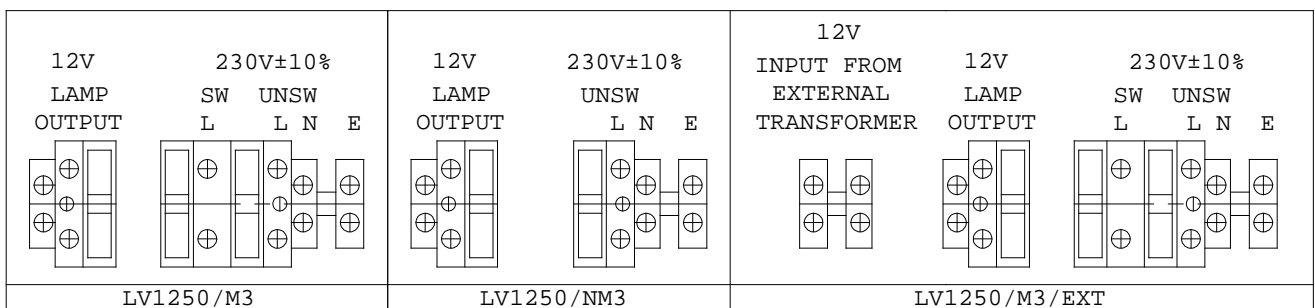 12V 230V±10%
LAMP SW UNSW
OUTPUT L L N E
LV1250/M3
12V 230V±10%
LAMP UNSW
OUTPUT L N E
LV1250/NM3
12V
INPUT FROM 12V 230V±10%
EXTERNAL LAMP SW UNSW
TRANSFORMER OUTPUT L L N E
LV1250/M3/EXT